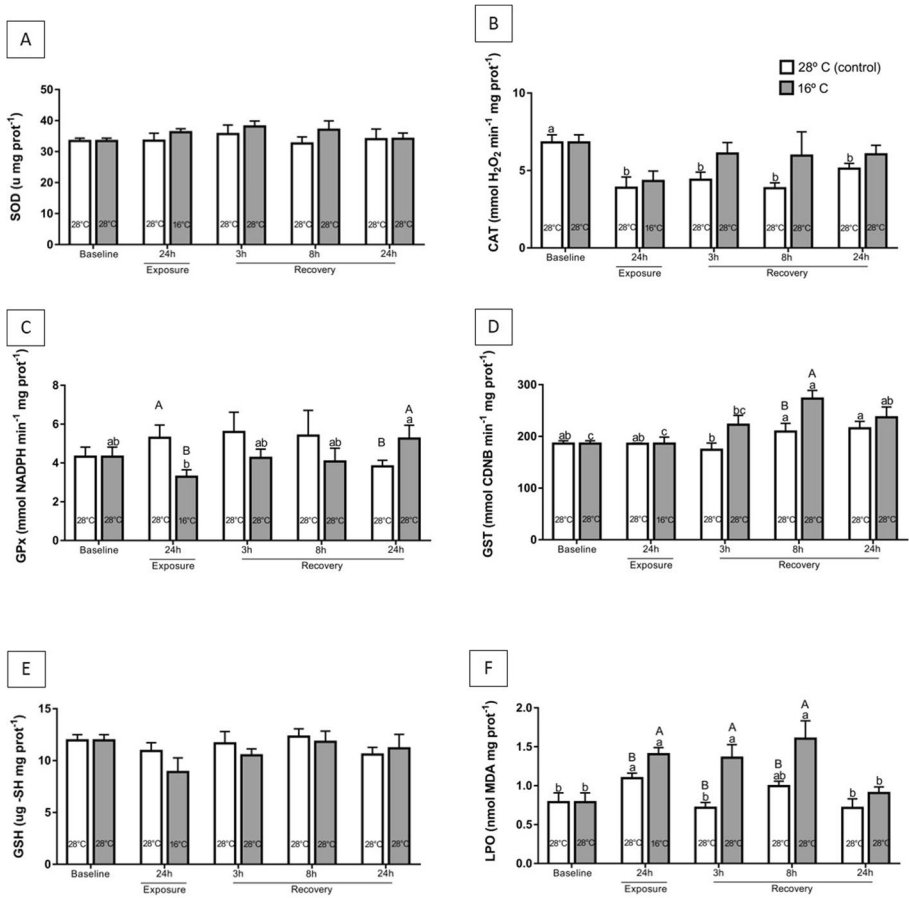 A
SOD (u mg prot-1)
50
40
30
20
10
0
28°C 28°C 28°C 16°C 28°C 28°C 28°C 28°C 28°C 28°C
Baseline 24h 3h 8h 24h
Exposure Recovery
B
28º C (control)
16º C
CAT (mmol H2O2 min-1 mg prot-1)
10
5
0
a b b b b
28°C 28°C 28°C 16°C 28°C 28°C 28°C 28°C 28°C 28°C
Baseline 24h 3h 8h 24h
Exposure Recovery
C
GPx (mmol NADPH min-1 mg prot-1)
8
6
4
2
0
A A
ab B b ab ab B a
28°C 28°C 28°C 16°C 28°C 28°C 28°C 28°C 28°C 28°C
Baseline 24h 3h 8h 24h
Exposure Recovery
D
GST (mmol CDNB min-1 mg prot-1)
300
200
100
0
B A
ab c ab c b bc a a a ab
28°C 28°C 28°C 16°C 28°C 28°C 28°C 28°C 28°C 28°C
Baseline 24h 3h 8h 24h
Exposure Recovery
E
GSH (ug -SH mg prot-1)
15
10
5
0
28°C 28°C 28°C 16°C 28°C 28°C 28°C 28°C 28°C 28°C
Baseline 24h 3h 8h 24h
Exposure Recovery
F
LPO (nmol MDA mg prot-1)
2.0
1.5
1.0
0.5
0.0
B A B A B A
b b a a b a ab a b b
28°C 28°C 28°C 16°C 28°C 28°C 28°C 28°C 28°C 28°C
Baseline 24h 3h 8h 24h
Exposure Recovery